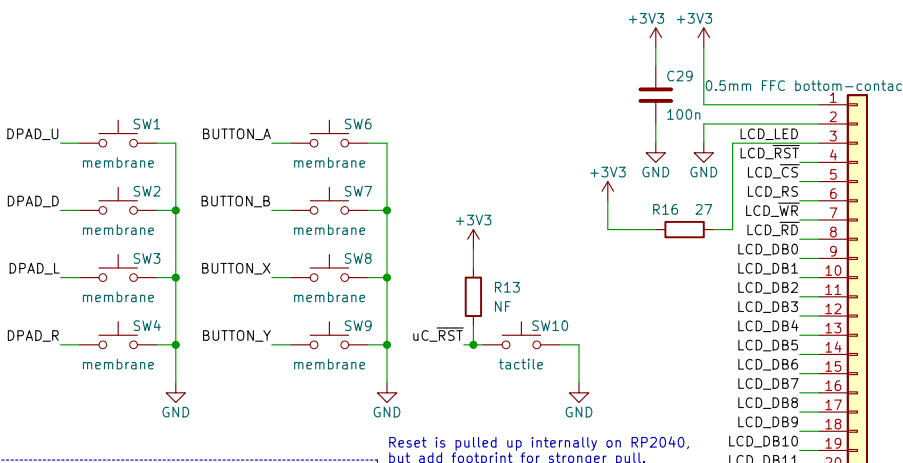 +3V3 +3V3
C29
100n
GND GND
0.5mm FFC bottom-contac
1
2
LCD_LED 3
LCD_RST 4
LCD_CS 5
LCD_RS 6
LCD_WR 7
LCD_RD 8
LCD_DB0 9
LCD_DB1 10
LCD_DB2 11
LCD_DB3 12
LCD_DB4 13
LCD_DB5 14
LCD_DB6 15
LCD_DB7 16
LCD_DB8 17
LCD_DB9 18
LCD_DB10 19
LCD_DB11 20
+3V3
R16 27
DPAD_U SW1
membrane
DPAD_D SW2
membrane
DPAD_L SW3
membrane
DPAD_R SW4
membrane
GND
BUTTON_A SW6
membrane
BUTTON_B SW7
membrane
BUTTON_X SW8
membrane
BUTTON_Y SW9
membrane
GND
+3V3
R13
NF
uC_RST SW10
tactile
GND
Reset is pulled up internally on RP2040,
but add footprint for stronger pull.